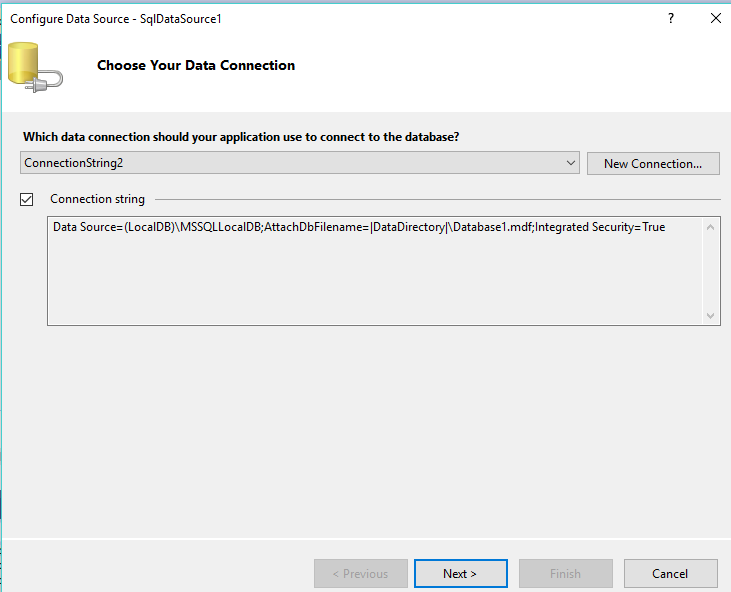 Configure Data Source - SqlDataSource1
?
Choose Your Data Connection
Which data connection should your application use to connect to the database?
ConnectionString2
New Connection...
Connection string
Data Source=(LocalDB)\MSSQLLocalDB;AttachDbFilename=|DataDirectory|\Database1.mdf;Integrated Security=True
< Previous
Next >
Finish
Cancel